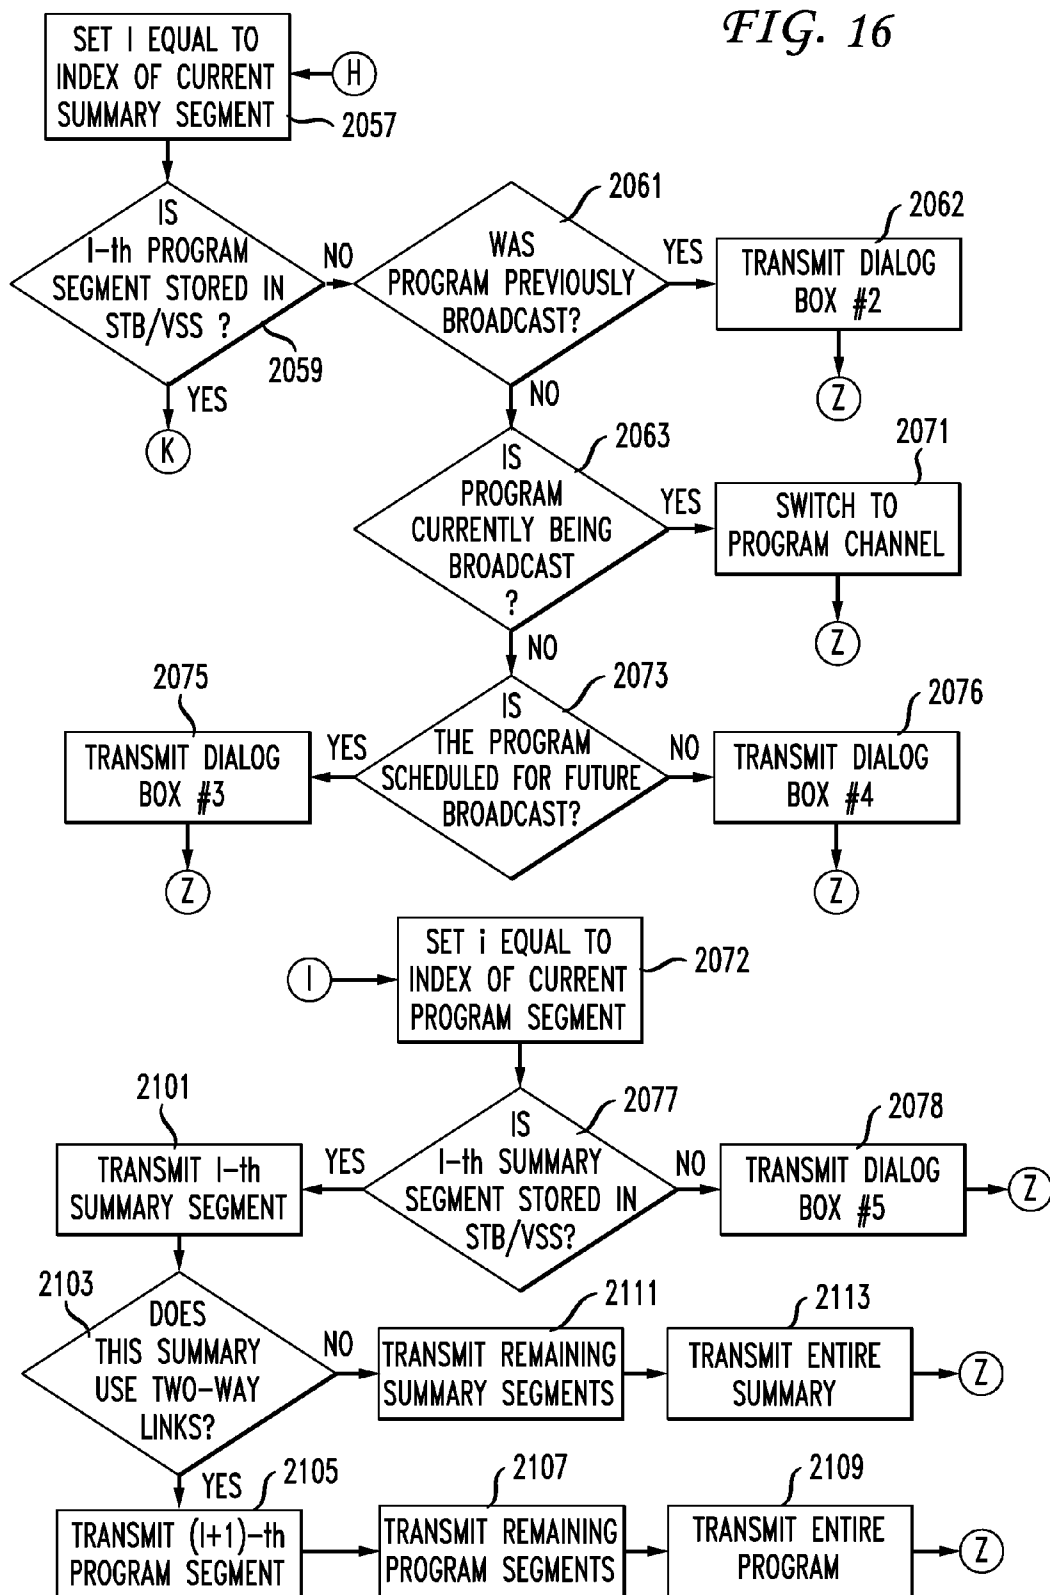 FIG. 16
SET I EQUAL TO
INDEX OF CURRENT
SUMMARY SEGMENT
H
2057
IS
I-th PROGRAM
SEGMENT STORED IN
STB/VSS ?
2059
NO
YES
K
2061
WAS
PROGRAM PREVIOUSLY
BROADCAST?
YES
NO
2062
TRANSMIT DIALOG
BOX #2
Z
2063
IS
PROGRAM
CURRENTLY BEING
BROADCAST
?
YES
NO
2071
SWITCH TO
PROGRAM CHANNEL
Z
2073
IS
THE PROGRAM
SCHEDULED FOR FUTURE
BROADCAST?
YES
NO
2075
TRANSMIT DIALOG
BOX #3
Z
2076
TRANSMIT DIALOG
BOX #4
Z
I
SET i EQUAL TO
INDEX OF CURRENT
PROGRAM SEGMENT
2072
2077
IS
I-th SUMMARY
SEGMENT STORED IN
STB/VSS?
YES
NO
2078
TRANSMIT DIALOG
BOX #5
Z
2101
TRANSMIT I-th
SUMMARY SEGMENT
2103
DOES
THIS SUMMARY
USE TWO-WAY
LINKS?
NO
YES
2111
TRANSMIT REMAINING
SUMMARY SEGMENTS
2113
TRANSMIT ENTIRE
SUMMARY
Z
2105
TRANSMIT (I+1)-th
PROGRAM SEGMENT
2107
TRANSMIT REMAINING
PROGRAM SEGMENTS
2109
TRANSMIT ENTIRE
PROGRAM
Z